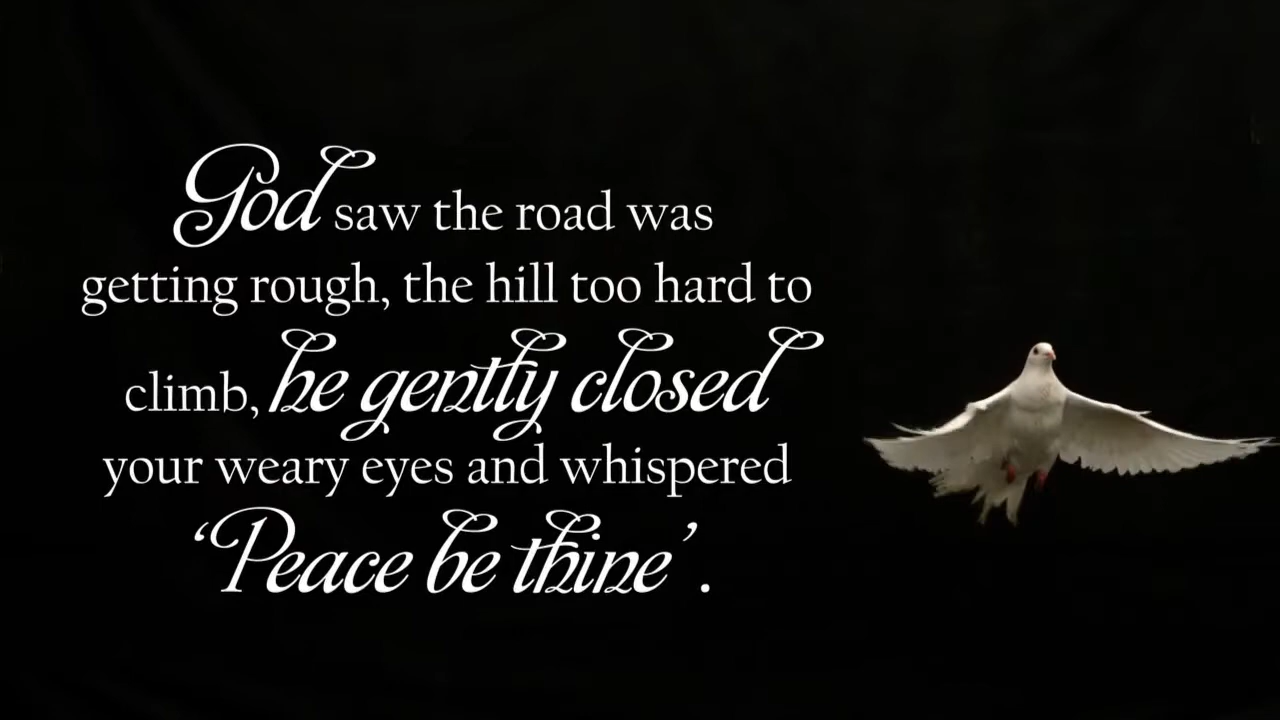 God saw the road was
getting rough, the hill too hard to
climb, he gently closed
your weary eyes and whispered
‘Peace be thine’.